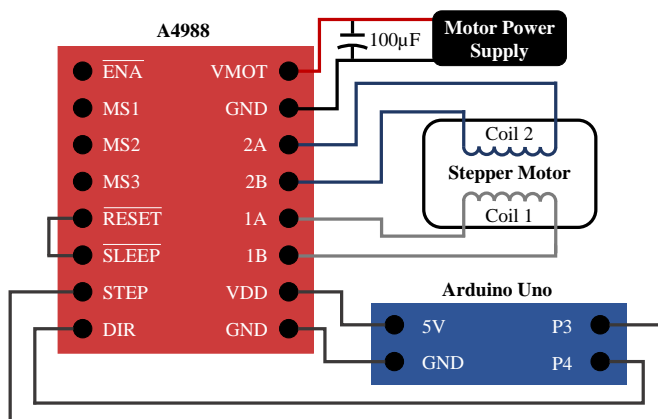 A4988
Motor Power
Supply
100µF
ENA VMOT
MS1 GND
MS2 2A
MS3 2B
RESET 1A
SLEEP 1B
STEP VDD
DIR GND
Coil 2
Stepper Motor
Coil 1
Arduino Uno
5V P3
GND P4